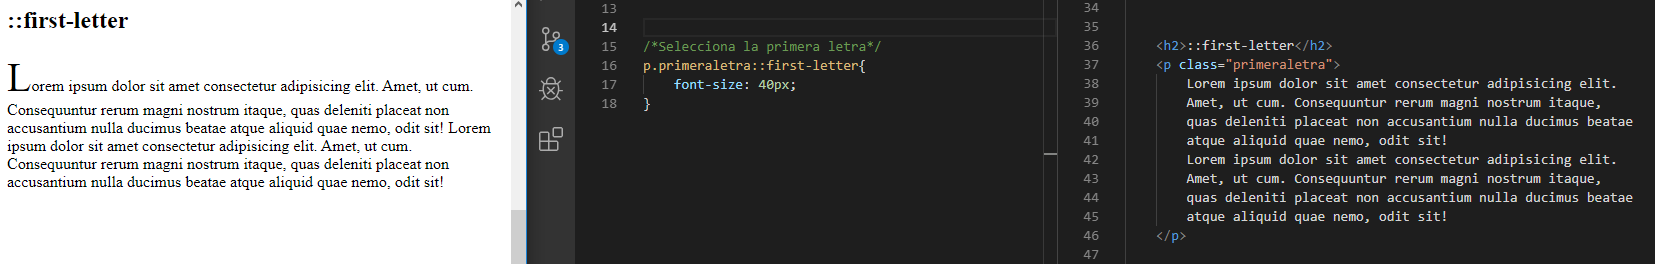 ::first-letter
Lorem ipsum dolor sit amet consectetur adipisicing elit. Amet, ut cum.
Consequuntur rerum magni nostrum itaque, quas deleniti placeat non
accusantium nulla ducimus beatae atque aliquid quae nemo, odit sit! Lorem
ipsum dolor sit amet consectetur adipisicing elit. Amet, ut cum.
Consequuntur rerum magni nostrum itaque, quas deleniti placeat non
accusantium nulla ducimus beatae atque aliquid quae nemo, odit sit!
3
13
14
15 /*Selecciona la primera letra*/
16 p.primeraletra::first-letter{
17     font-size: 40px;
18 }
34
35
36 <h2>::first-letter</h2>
37 <p class="primeraletra">
38     Lorem ipsum dolor sit amet consectetur adipisicing elit.
39     Amet, ut cum. Consequuntur rerum magni nostrum itaque,
40     quas deleniti placeat non accusantium nulla ducimus beatae
41     atque aliquid quae nemo, odit sit!
42     Lorem ipsum dolor sit amet consectetur adipisicing elit.
43     Amet, ut cum. Consequuntur rerum magni nostrum itaque,
44     quas deleniti placeat non accusantium nulla ducimus beatae
45     atque aliquid quae nemo, odit sit!
46 </p>
47